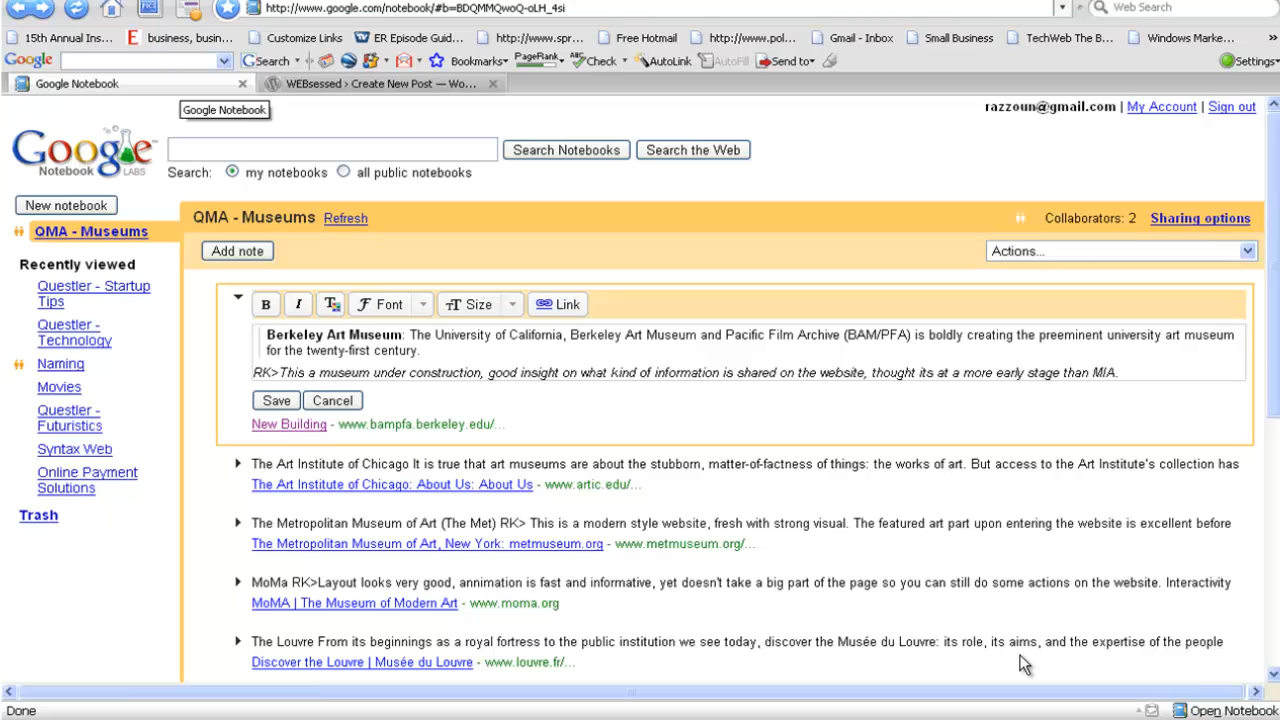 http://www.google.com/notebook/#b=BDQMMQwoQ-oLH_4si
Web Search
15th Annual Ins...
business, busin...
Customize Links
ER Episode Guid...
http://www.spr...
Free Hotmail
http://www.pol...
Gmail - Inbox
Small Business
TechWeb The B...
Windows Marke...
Google
Search
Bookmarks
PageRank
Check
AutoLink
AutoFill
Send to
Settings
Google Notebook
WEBsessed › Create New Post — Wo...
Google Notebook
razzoun@gmail.com | My Account | Sign out
Google
Notebook LABS
Search Notebooks
Search the Web
Search: my notebooks all public notebooks
New notebook
QMA - Museums
Recently viewed
Questler - Startup
Tips
Questler -
Technology
Naming
Movies
Questler -
Futuristics
Syntax Web
Online Payment
Solutions
Trash
QMA - Museums Refresh
Collaborators: 2 Sharing options
Add note
Actions...
B I T Font Size Link
Berkeley Art Museum: The University of California, Berkeley Art Museum and Pacific Film Archive (BAM/PFA) is boldly creating the preeminent university art museum
for the twenty-first century.
RK>This a museum under construction, good insight on what kind of information is shared on the website, thought its at a more early stage than MIA.
Save Cancel
New Building - www.bampfa.berkeley.edu/...
The Art Institute of Chicago It is true that art museums are about the stubborn, matter-of-factness of things: the works of art. But access to the Art Institute's collection has
The Art Institute of Chicago: About Us: About Us - www.artic.edu/...
The Metropolitan Museum of Art (The Met) RK> This is a modern style website, fresh with strong visual. The featured art part upon entering the website is excellent before
The Metropolitan Museum of Art, New York: metmuseum.org - www.metmuseum.org/...
MoMa RK>Layout looks very good, annimation is fast and informative, yet doesn't take a big part of the page so you can still do some actions on the website. Interactivity
MoMA | The Museum of Modern Art - www.moma.org
The Louvre From its beginnings as a royal fortress to the public institution we see today, discover the Musée du Louvre: its role, its aims, and the expertise of the people
Discover the Louvre | Musée du Louvre - www.louvre.fr/...
Done
Open Notebook